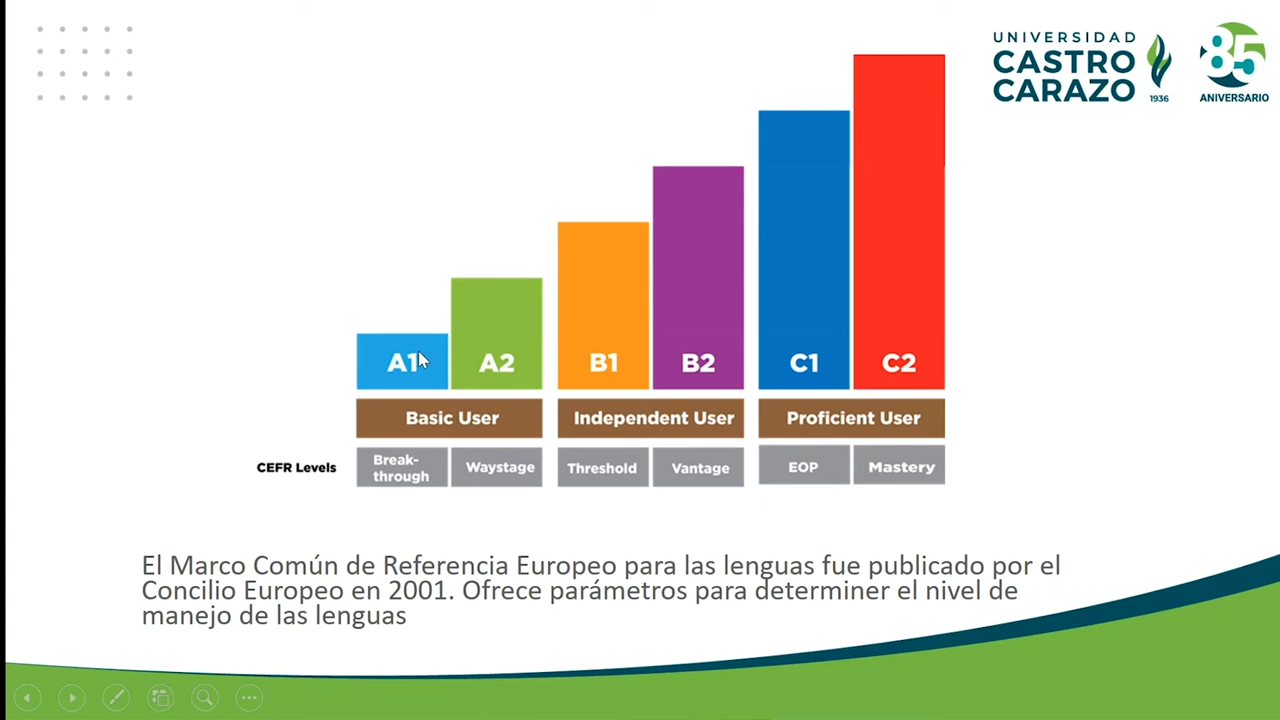 UNIVERSIDAD
CASTRO
CARAZO
1936
85
ANIVERSARIO
A1
A2
B1
B2
C1
C2
Basic User
Independent User
Proficient User
CEFR Levels
Break-
through
Waystage
Threshold
Vantage
EOP
Mastery
El Marco Común de Referencia Europeo para las lenguas fue publicado por el
Concilio Europeo en 2001. Ofrece parámetros para determiner el nivel de
manejo de las lenguas